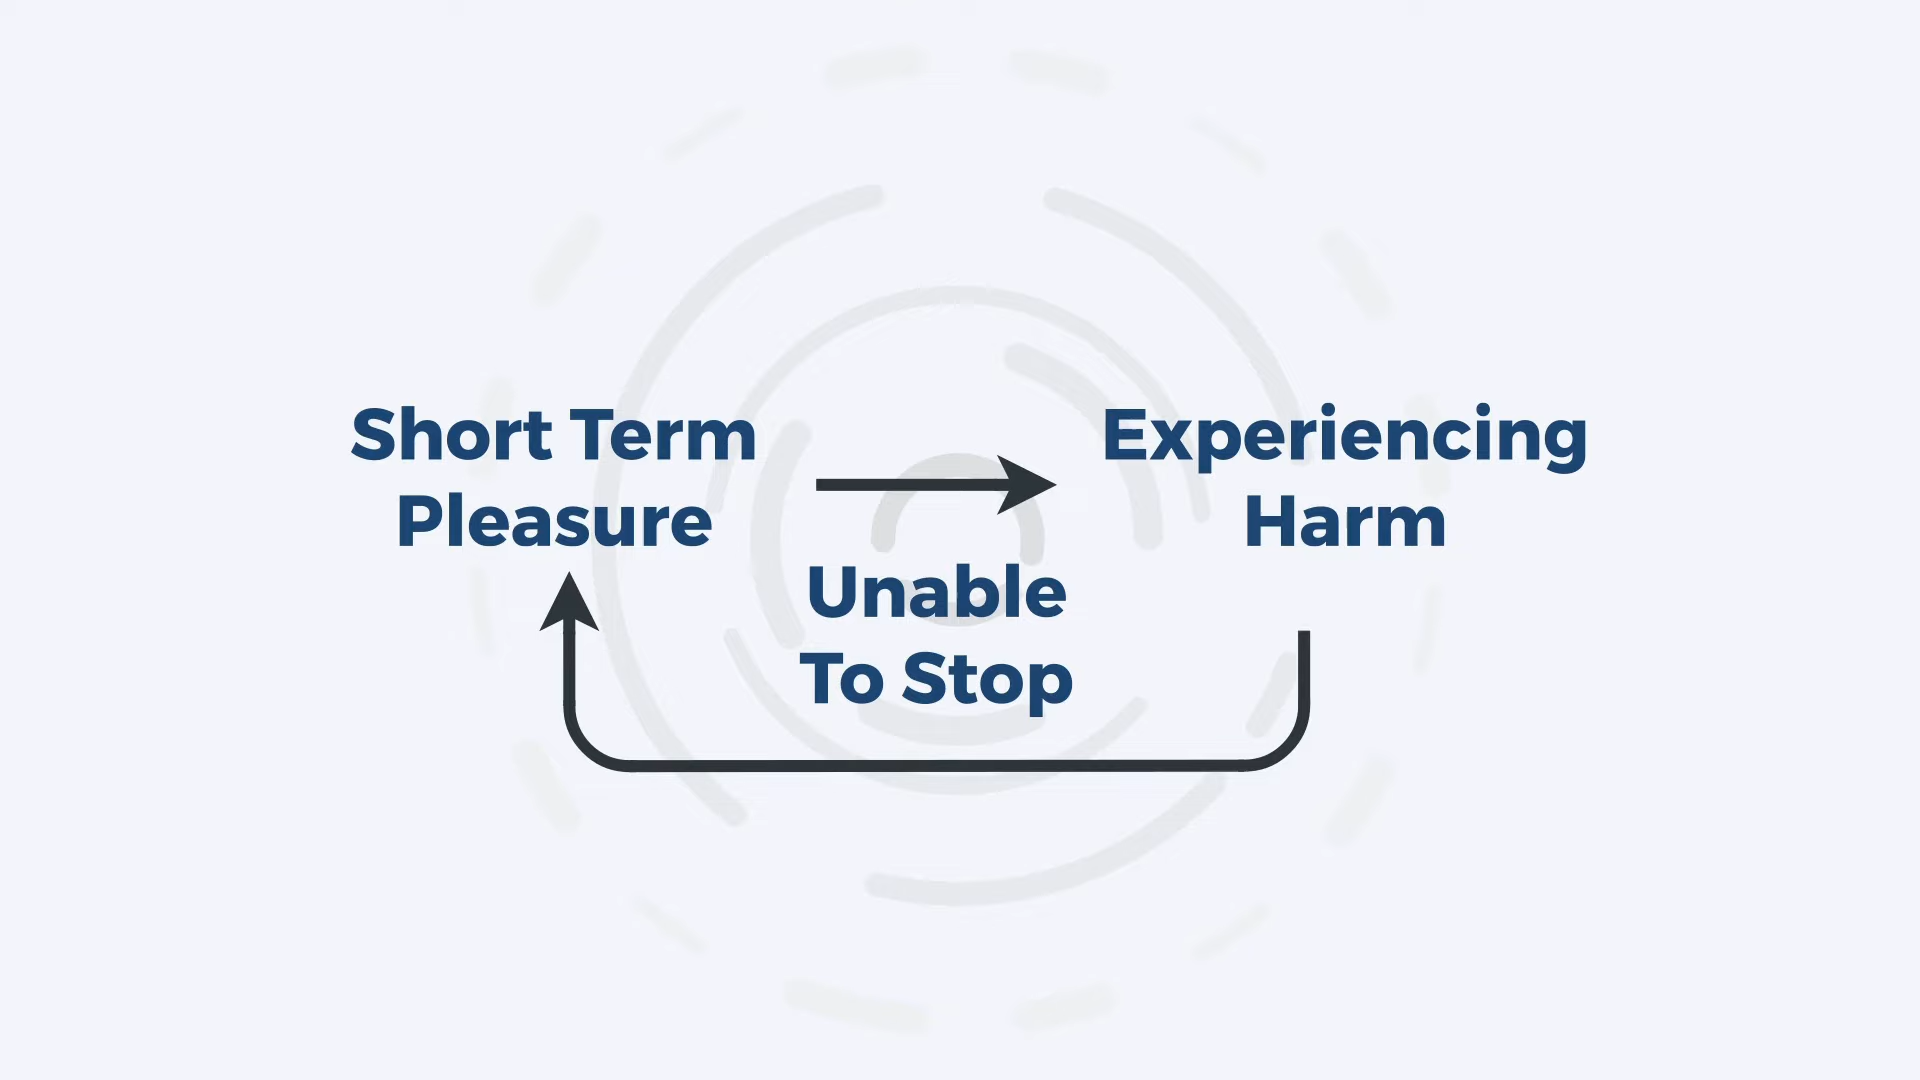 Short Term
Pleasure
Experiencing
Harm
Unable
To Stop